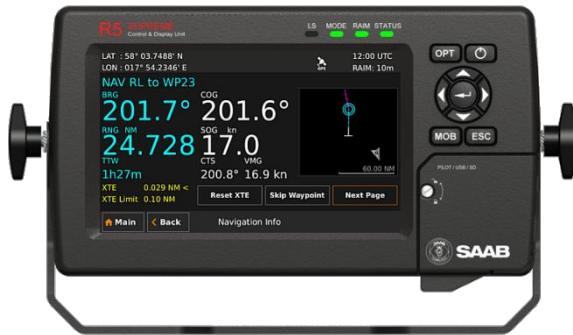 R5 SUPREME
Control & Display Unit
LS MODE RAIM STATUS
LAT : 58° 03.7488' N
LON : 017° 54.2346' E
GPS
12:00 UTC
RAIM: 10m
NAV RL to WP23
BRG COG
201.7° 201.6°
RNG NM SOG kn
24.728 17.0
TTW CTS VMG
1h27m 200.8° 16.9 kn
60.00 NM
XTE 0.029 NM <
XTE Limit 0.10 NM
Reset XTE Skip Waypoint Next Page
Main Back Navigation Info
OPT
MOB ESC
PILOT / USB / SD
SAAB